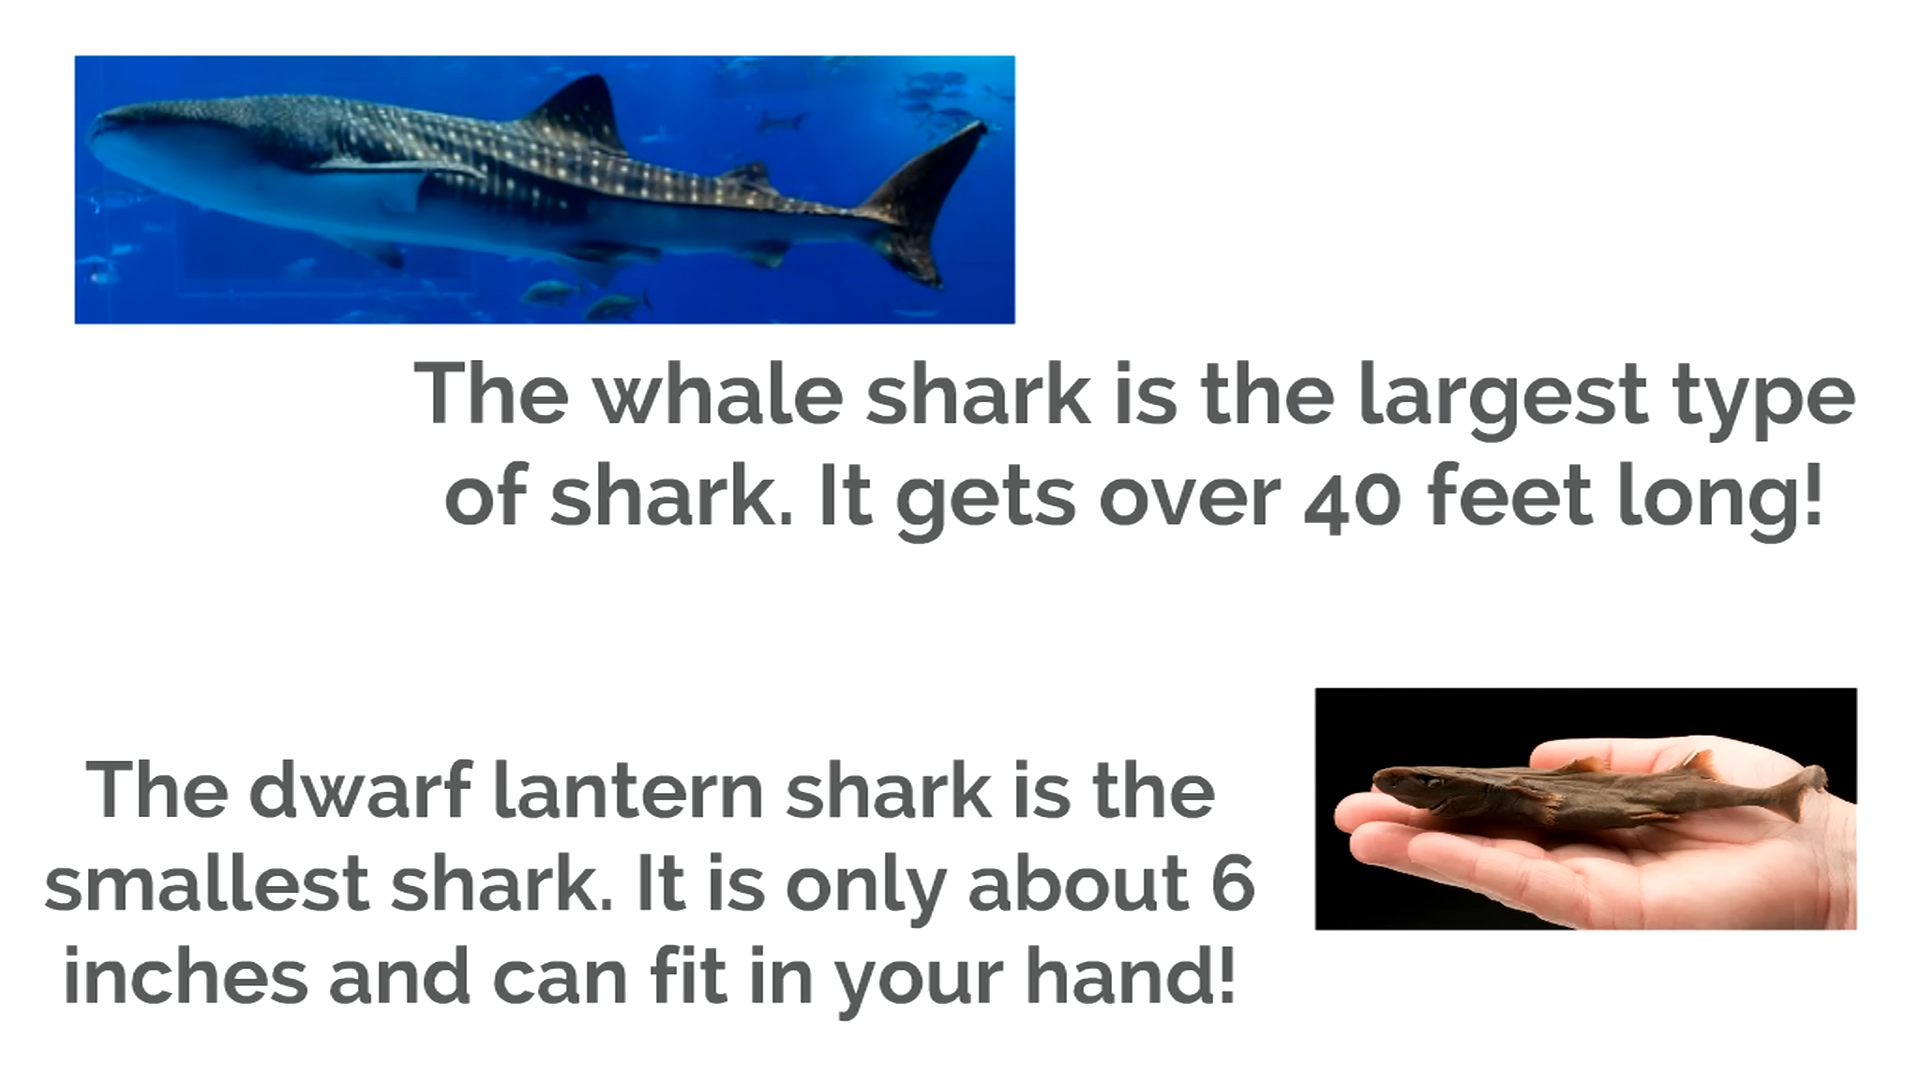 The whale shark is the largest type
of shark. It gets over 40 feet long!
The dwarf lantern shark is the
smallest shark. It is only about 6
inches and can fit in your hand!